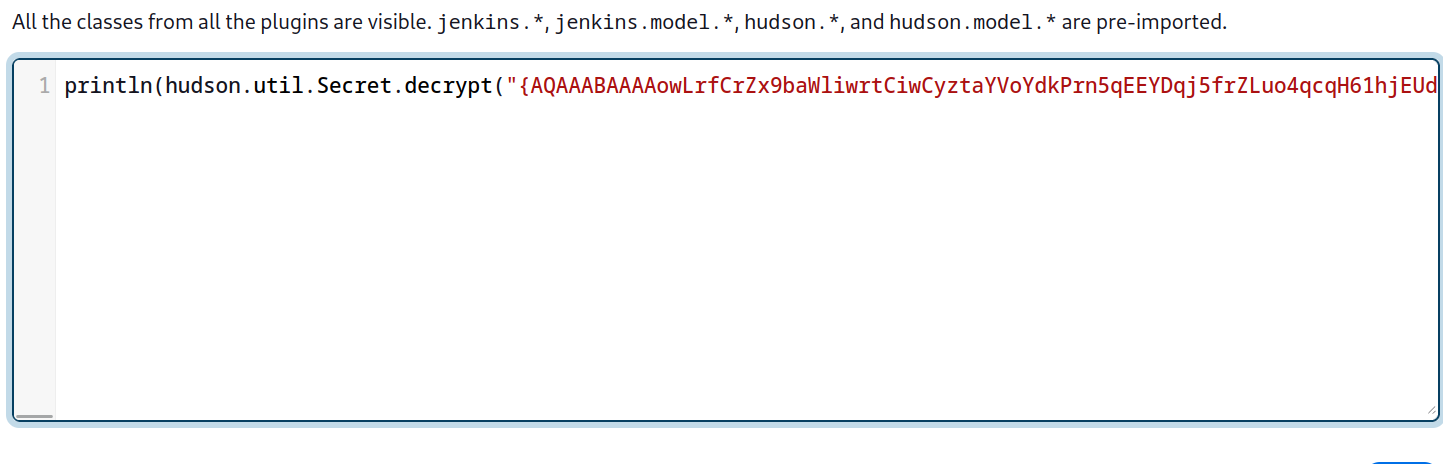 All the classes from all the plugins are visible. jenkins.*, jenkins.model.*, hudson.*, and hudson.model.* are pre-imported.
1 println(hudson.util.Secret.decrypt("{AQAAABAAAAowLrfCrZx9baWliwrtCiwCyztaYVoYdkPrn5qEEYDqj5frZLuo4qcqH61hjEUd